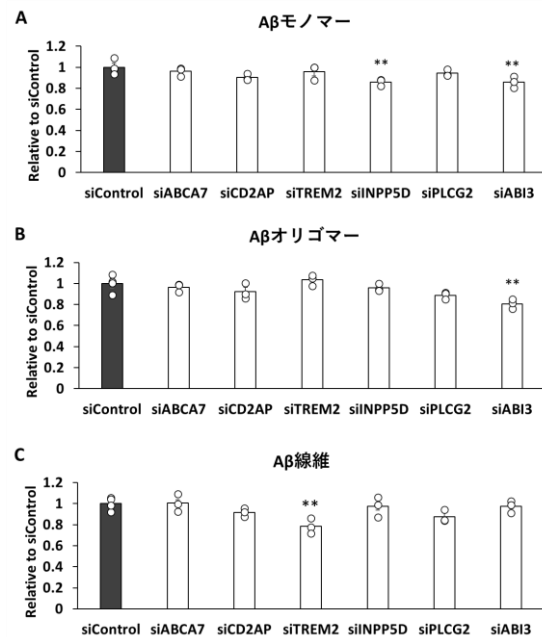 A
Aβモノマー
Relative to siControl
1.2
1
0.8
0.6
0.4
0.2
0
** **
siControl siABCA7 siCD2AP siTREM2 siINPP5D siPLCG2 siABI3
B
Aβオリゴマー
Relative to siControl
1.2
1
0.8
0.6
0.4
0.2
0
**
siControl siABCA7 siCD2AP siTREM2 siINPP5D siPLCG2 siABI3
C
Aβ線維
Relative to siControl
1.2
1
0.8
0.6
0.4
0.2
0
**
siControl siABCA7 siCD2AP siTREM2 siINPP5D siPLCG2 siABI3